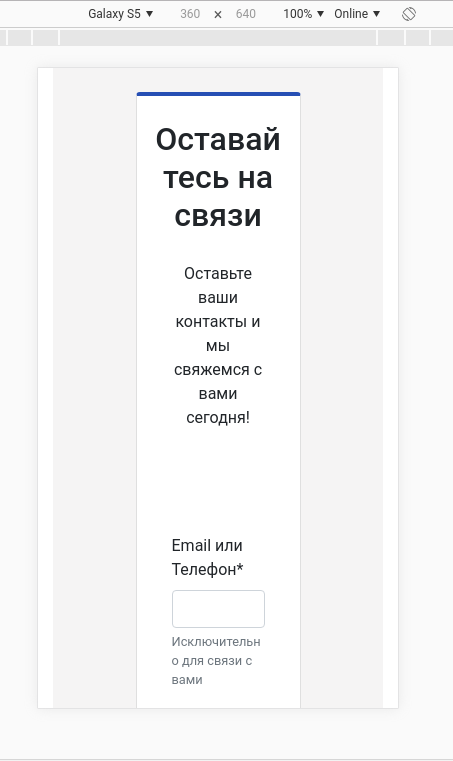 Galaxy S5 ▼ 360 × 640 100% ▼ Online ▼
Оставай
тесь на
связи
Оставьте
ваши
контакты и
мы
свяжемся с
вами
сегодня!
Email или
Телефон*
Исключительн
о для связи с
вами